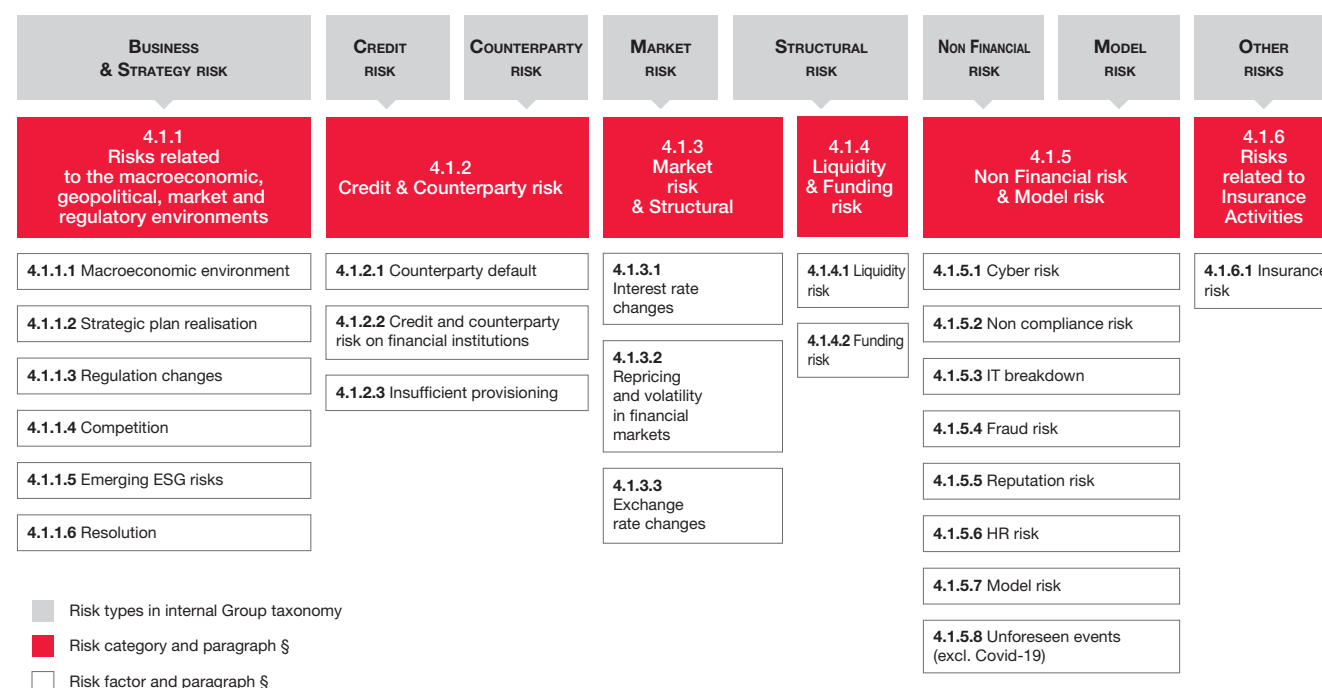 BUSINESS
& STRATEGY RISK
CREDIT
RISK
COUNTERPARTY
RISK
MARKET
RISK
STRUCTURAL
RISK
NON FINANCIAL
RISK
MODEL
RISK
OTHER
RISKS
4.1.1
Risks related
to the macroeconomic,
geopolitical, market and
regulatory environments
4.1.2
Credit & Counterparty risk
4.1.3
Market
risk
& Structural
4.1.4
Liquidity
& Funding
risk
4.1.5
Non Financial risk
& Model risk
4.1.6
Risks
related to
Insurance
Activities
4.1.1.1 Macroeconomic environment
4.1.1.2 Strategic plan realisation
4.1.1.3 Regulation changes
4.1.1.4 Competition
4.1.1.5 Emerging ESG risks
4.1.1.6 Resolution
4.1.2.1 Counterparty default
4.1.2.2 Credit and counterparty
risk on financial institutions
4.1.2.3 Insufficient provisioning
4.1.3.1
Interest rate
changes
4.1.3.2
Repricing
and volatility
in financial
markets
4.1.3.3
Exchange
rate changes
4.1.4.1 Liquidity
risk
4.1.4.2 Funding
risk
4.1.5.1 Cyber risk
4.1.5.2 Non compliance risk
4.1.5.3 IT breakdown
4.1.5.4 Fraud risk
4.1.5.5 Reputation risk
4.1.5.6 HR risk
4.1.5.7 Model risk
4.1.5.8 Unforeseen events
(excl. Covid-19)
4.1.6.1 Insurance
risk
Risk types in internal Group taxonomy
Risk category and paragraph §
Risk factor and paragraph §